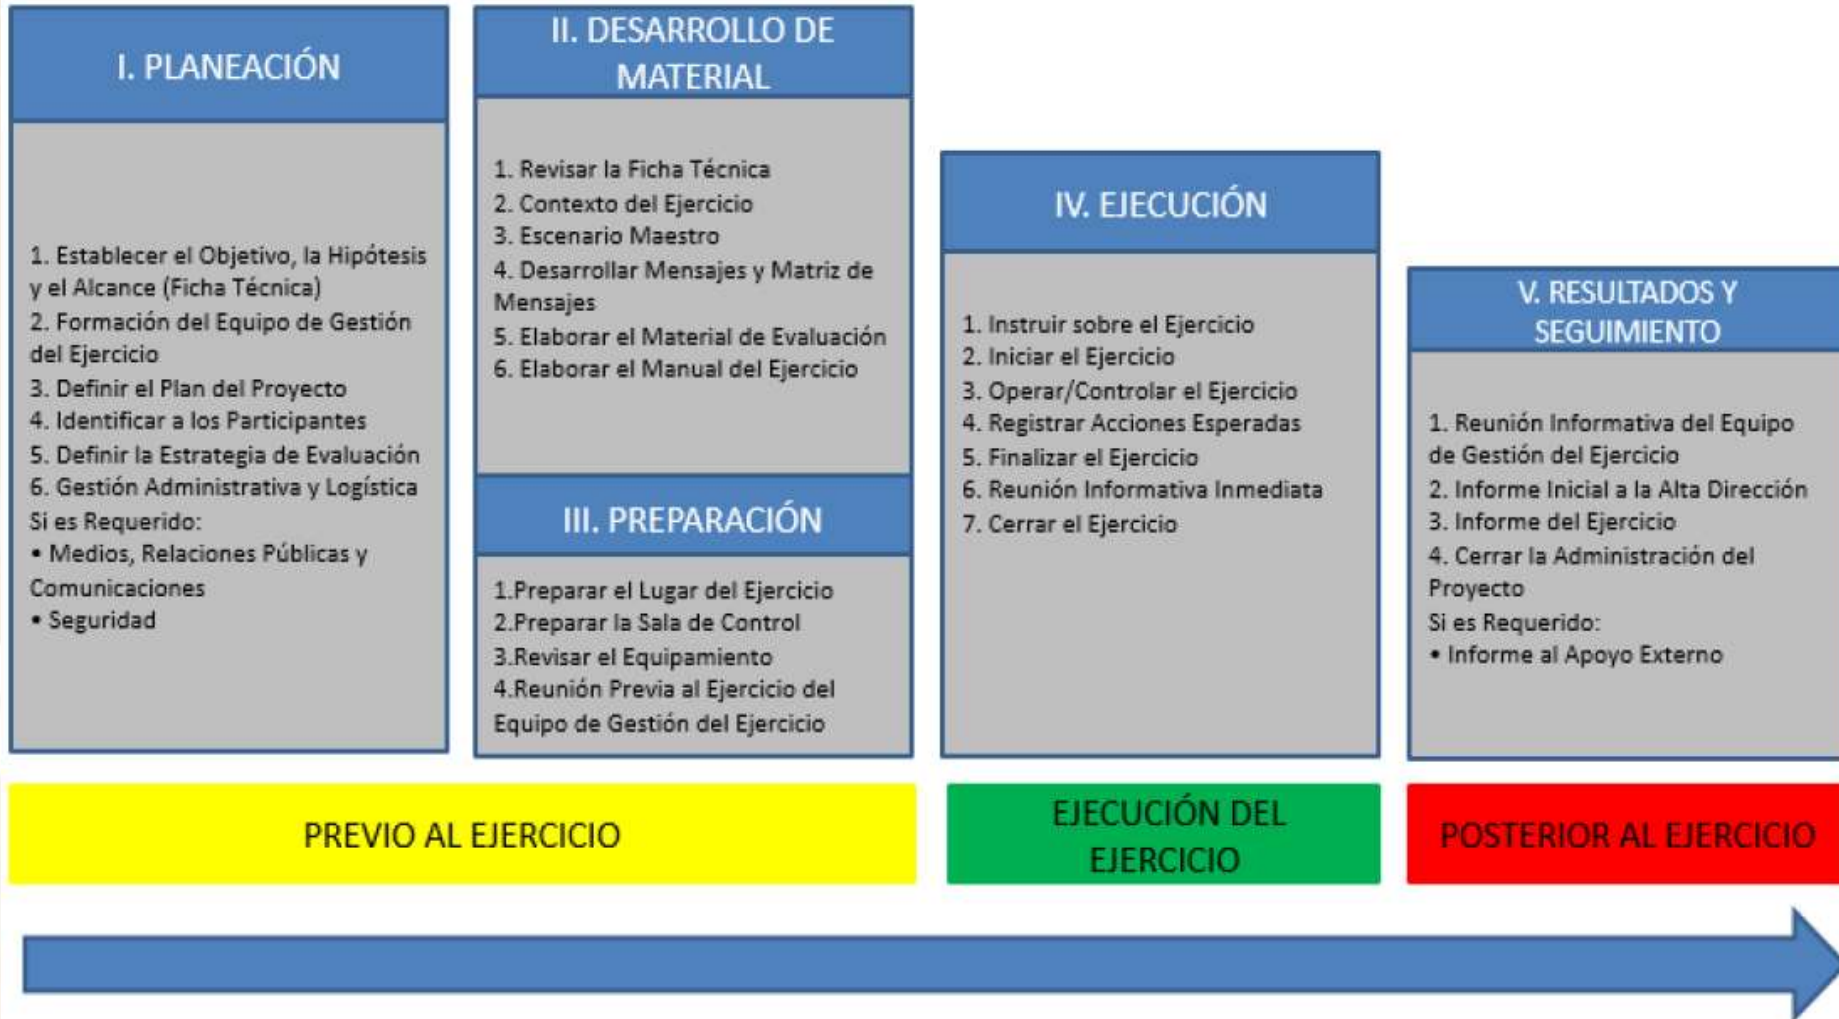 I. PLANEACIÓN
1. Establecer el Objetivo, la Hipótesis
y el Alcance (Ficha Técnica)
2. Formación del Equipo de Gestión
del Ejercicio
3. Definir el Plan del Proyecto
4. Identificar a los Participantes
5. Definir la Estrategia de Evaluación
6. Gestión Administrativa y Logística
Si es Requerido:
• Medios, Relaciones Públicas y
Comunicaciones
• Seguridad
II. DESARROLLO DE
MATERIAL
1. Revisar la Ficha Técnica
2. Contexto del Ejercicio
3. Escenario Maestro
4. Desarrollar Mensajes y Matriz de
Mensajes
5. Elaborar el Material de Evaluación
6. Elaborar el Manual del Ejercicio
III. PREPARACIÓN
1.Preparar el Lugar del Ejercicio
2.Preparar la Sala de Control
3.Revisar el Equipamiento
4.Reunión Previa al Ejercicio del
Equipo de Gestión del Ejercicio
IV. EJECUCIÓN
1. Instruir sobre el Ejercicio
2. Iniciar el Ejercicio
3. Operar/Controlar el Ejercicio
4. Registrar Acciones Esperadas
5. Finalizar el Ejercicio
6. Reunión Informativa Inmediata
7. Cerrar el Ejercicio
V. RESULTADOS Y
SEGUIMIENTO
1. Reunión Informativa del Equipo
de Gestión del Ejercicio
2. Informe Inicial a la Alta Dirección
3. Informe del Ejercicio
4. Cerrar la Administración del
Proyecto
Si es Requerido:
• Informe al Apoyo Externo
PREVIO AL EJERCICIO
EJECUCIÓN DEL
EJERCICIO
POSTERIOR AL EJERCICIO